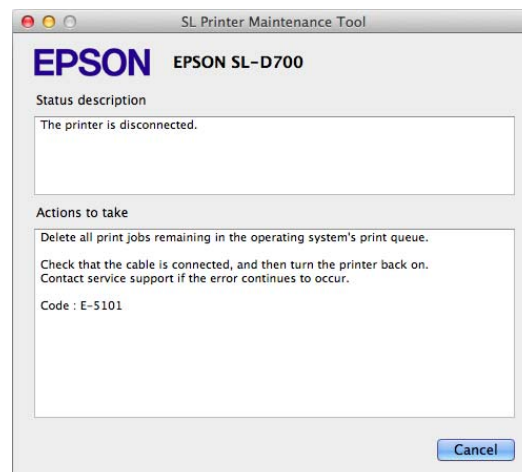 SL Printer Maintenance Tool
EPSON EPSON SL-D700
Status description
The printer is disconnected.
Actions to take
Delete all print jobs remaining in the operating system's print queue.
Check that the cable is connected, and then turn the printer back on.
Contact service support if the error continues to occur.
Code : E-5101
Cancel